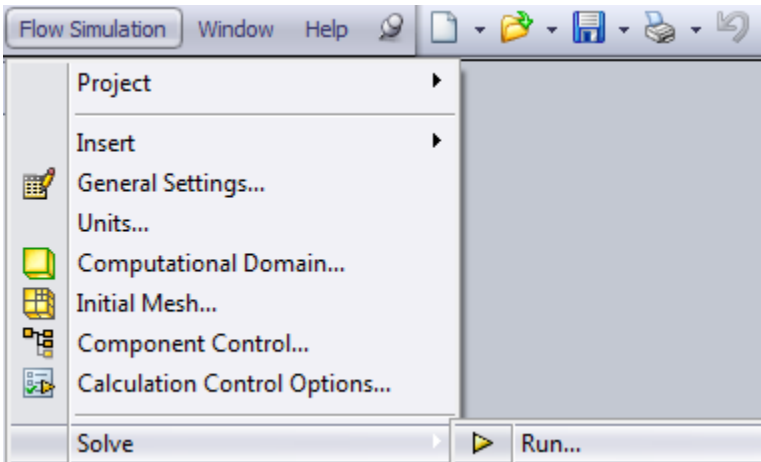 Flow Simulation Window Help
Project
Insert
General Settings...
Units...
Computational Domain...
Initial Mesh...
Component Control...
Calculation Control Options...
Solve Run...